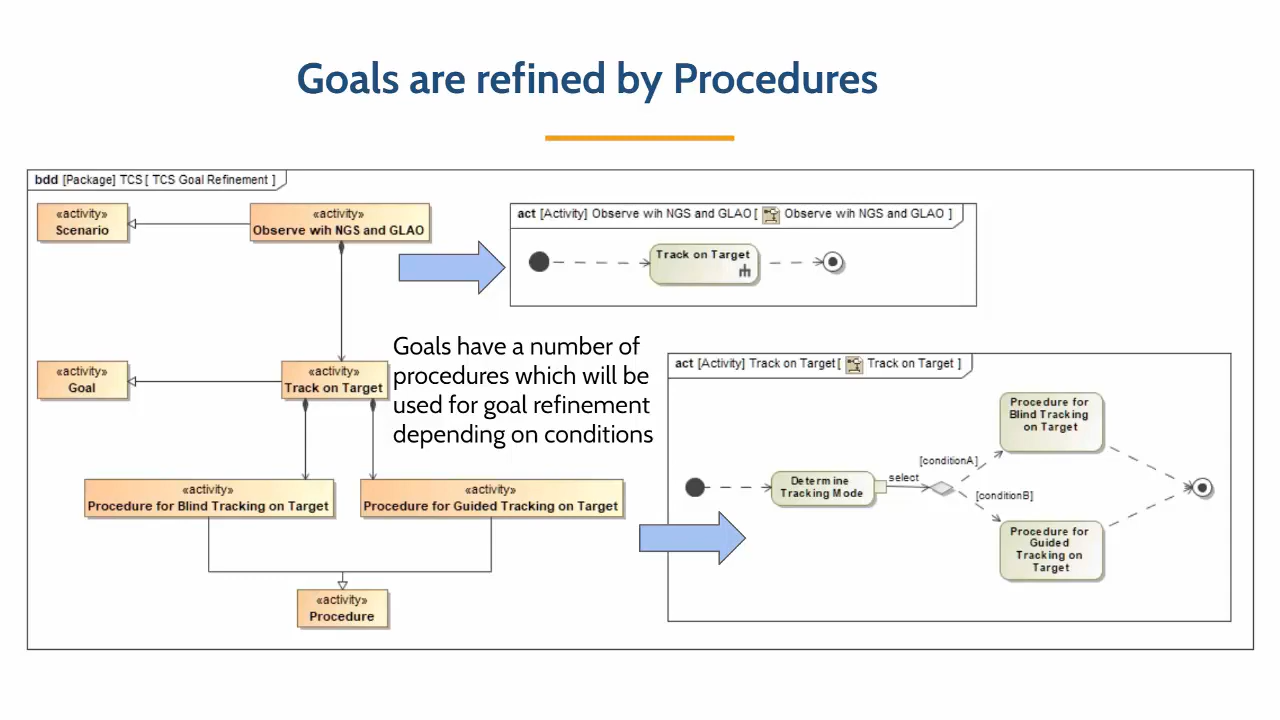 Goals are refined by Procedures
bdd [Package] TCS [ TCS Goal Refinement ]
«activity»
Scenario
«activity»
Observe wih NGS and GLAO
act [Activity] Observe wih NGS and GLAO [ Observe wih NGS and GLAO ]
Track on Target
Goals have a number of
procedures which will be
used for goal refinement
depending on conditions
«activity»
Goal
«activity»
Track on Target
act [Activity] Track on Target [ Track on Target ]
Procedure for
Blind Tracking
on Target
[conditionA]
select
Determine
Tracking Mode
[conditionB]
Procedure for
Guided
Tracking on
Target
«activity»
Procedure for Blind Tracking on Target
«activity»
Procedure for Guided Tracking on Target
«activity»
Procedure